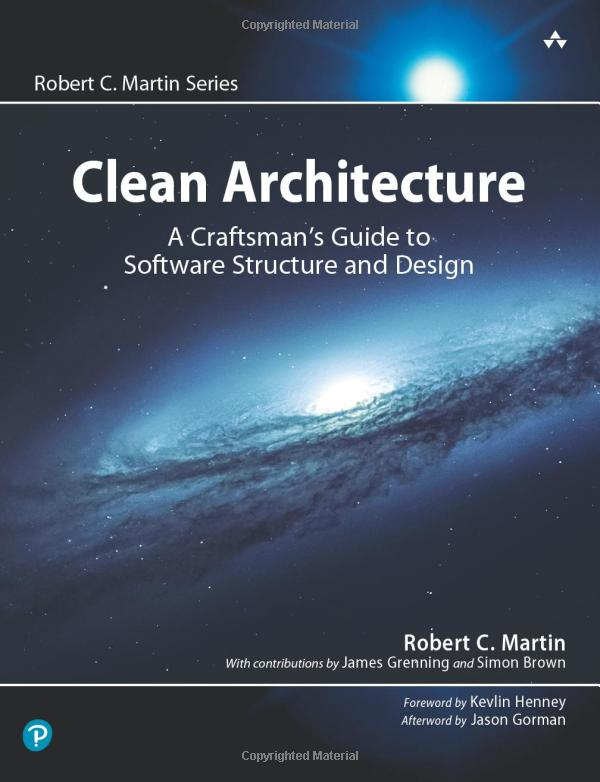 Copyrighted Material
Robert C. Martin Series
Clean Architecture
A Craftsman's Guide to
Software Structure and Design
Robert C. Martin
With contributions by James Grenning and Simon Brown
Foreword by Kevlin Henney
Afterword by Jason Gorman
P
Copyrighted Material